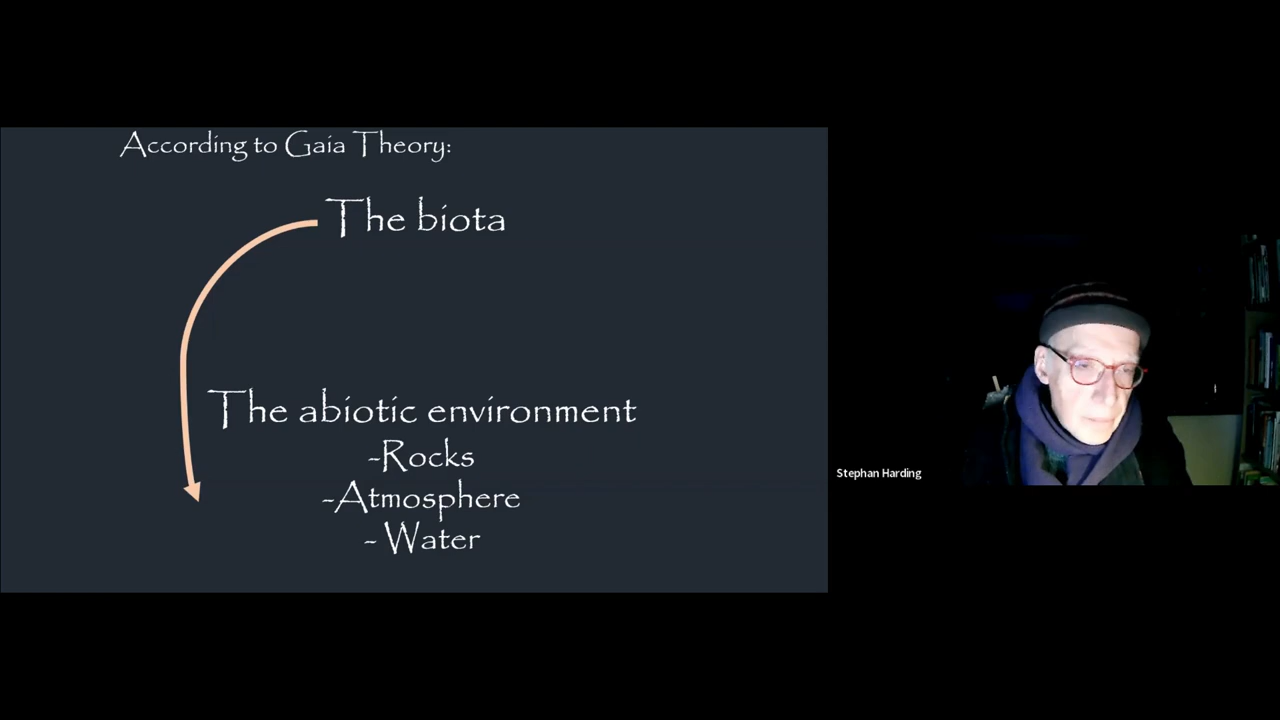 According to Gaia Theory:
The biota
The abiotic environment
-Rocks
-Atmosphere
- Water
Stephan Harding